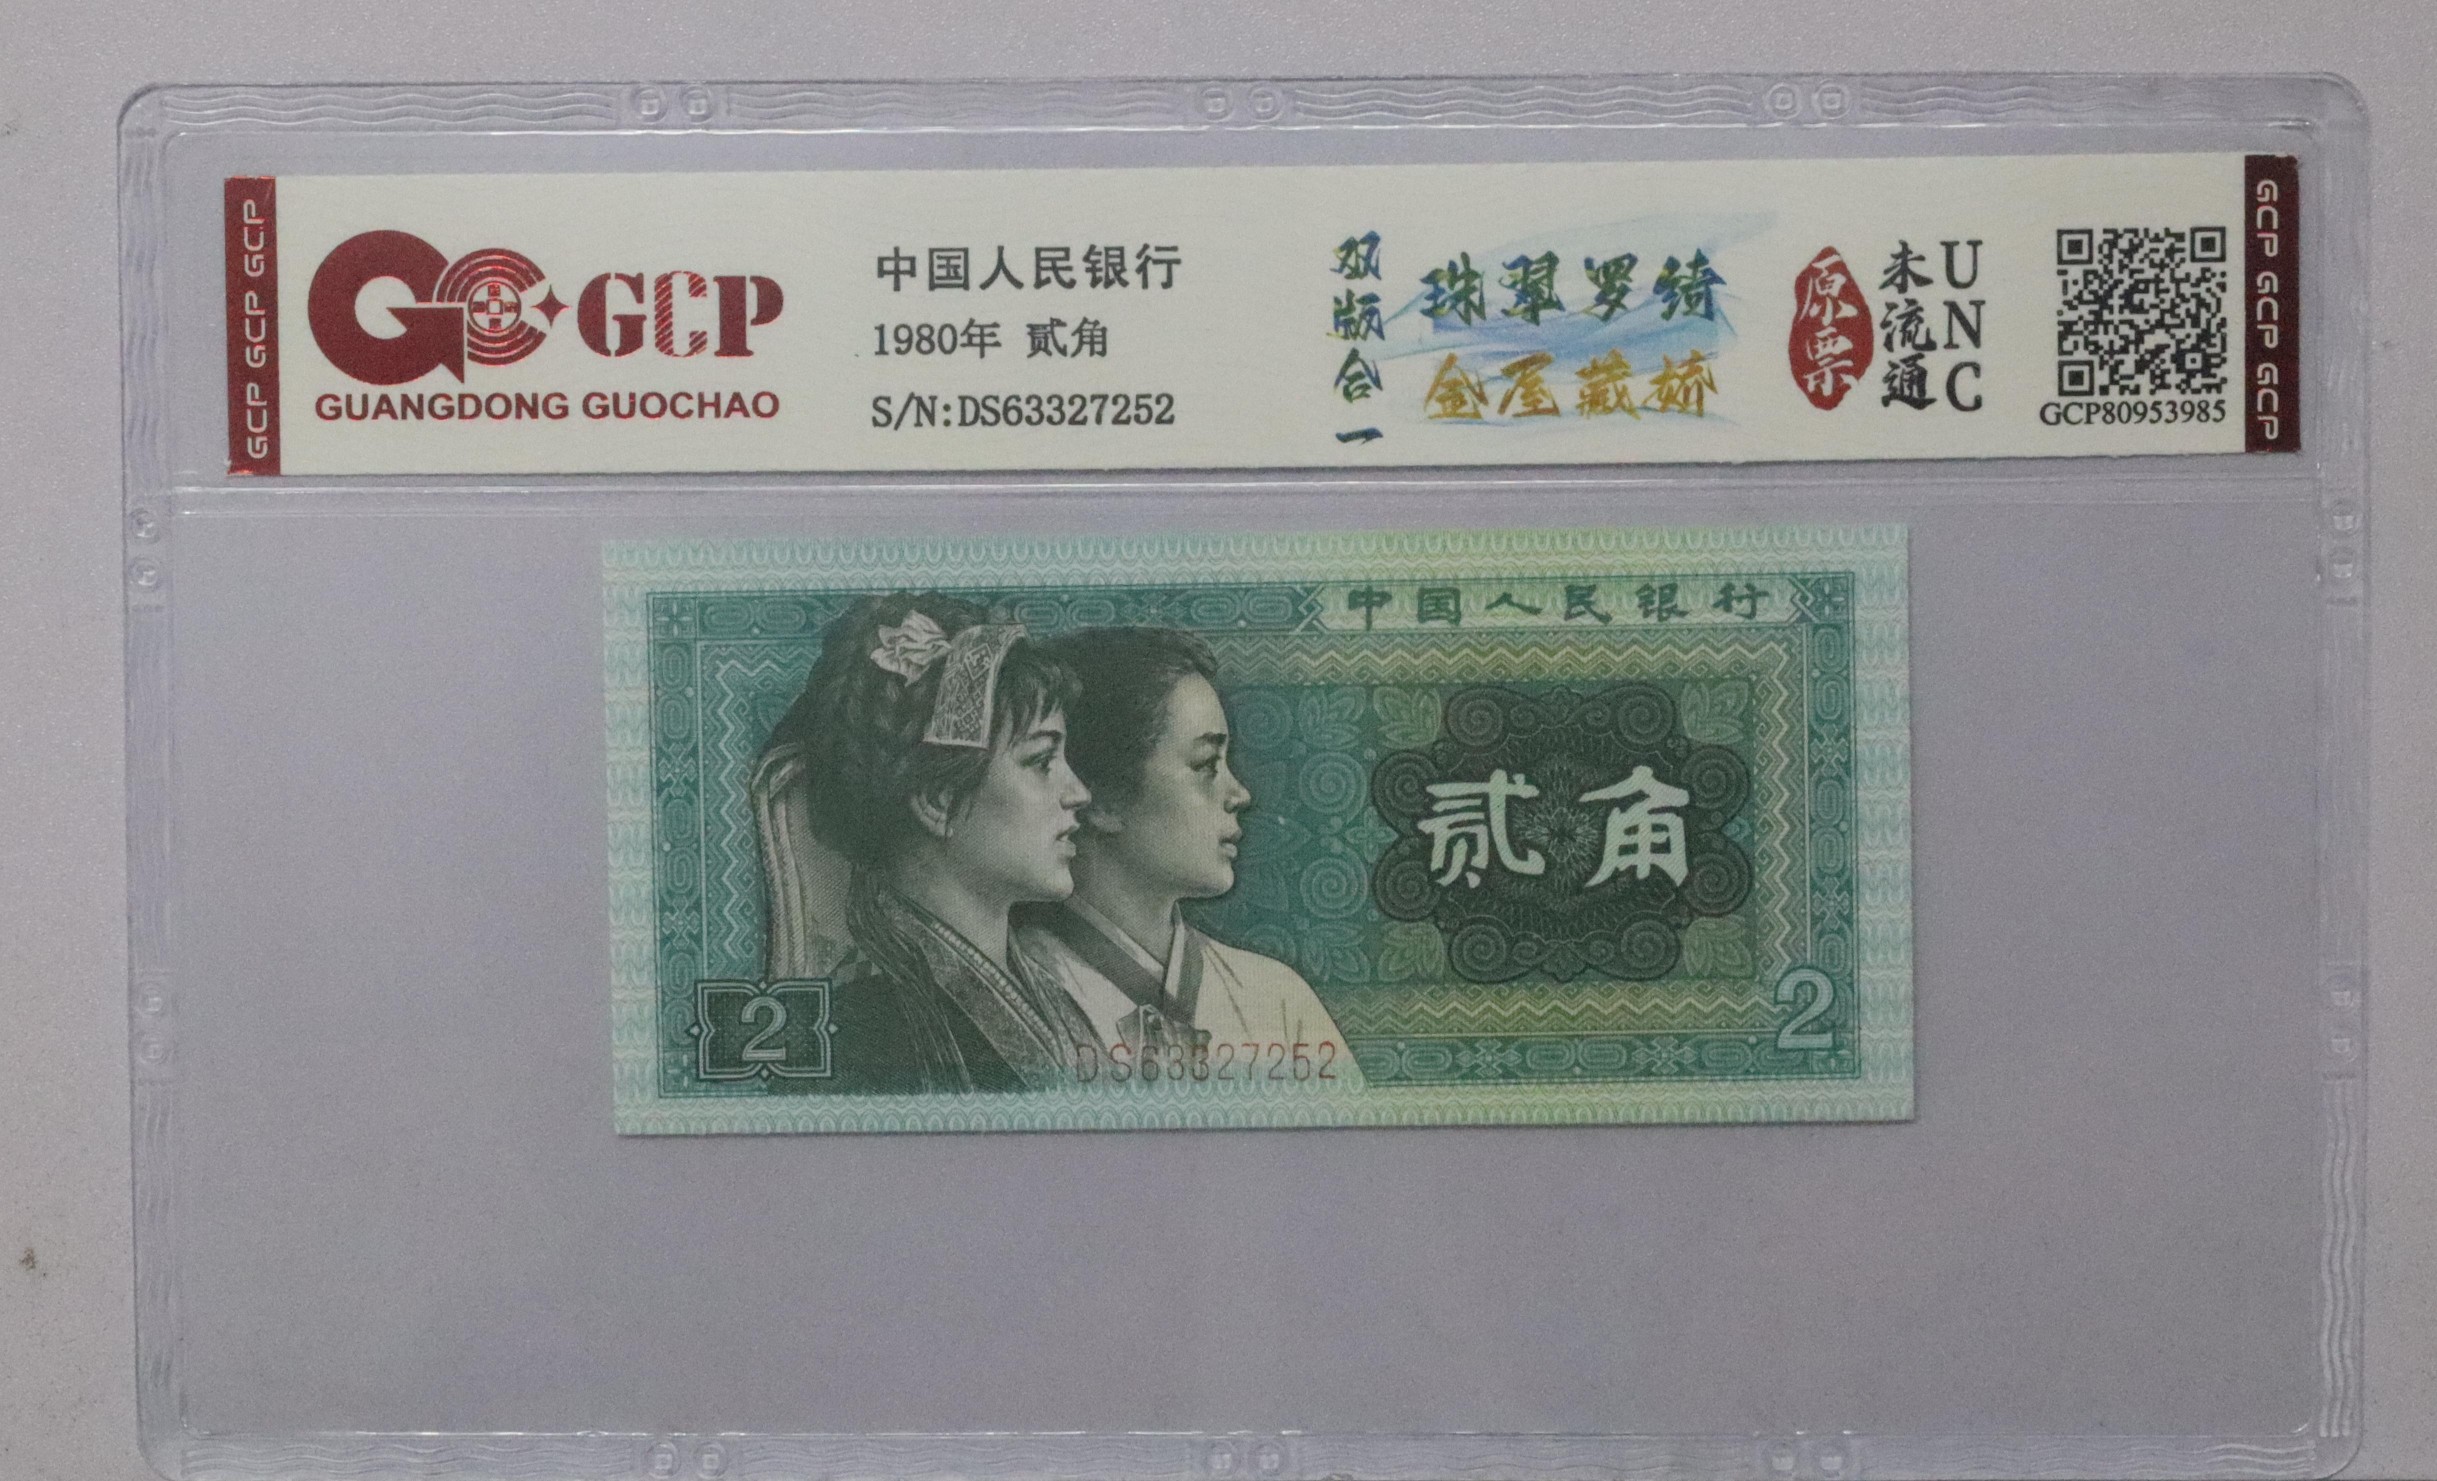 GCP GCP GCP
GCP
GUANGDONG GUOCHAO
中国人民银行
1980年 贰角
S/N:DS63327252
双版合一
珠翠罗绮
金屋藏娇
原票
未流通
UNC
GCP80953985
GCP GCP GCP
中国人民银行
贰角
2
2
DS63327252